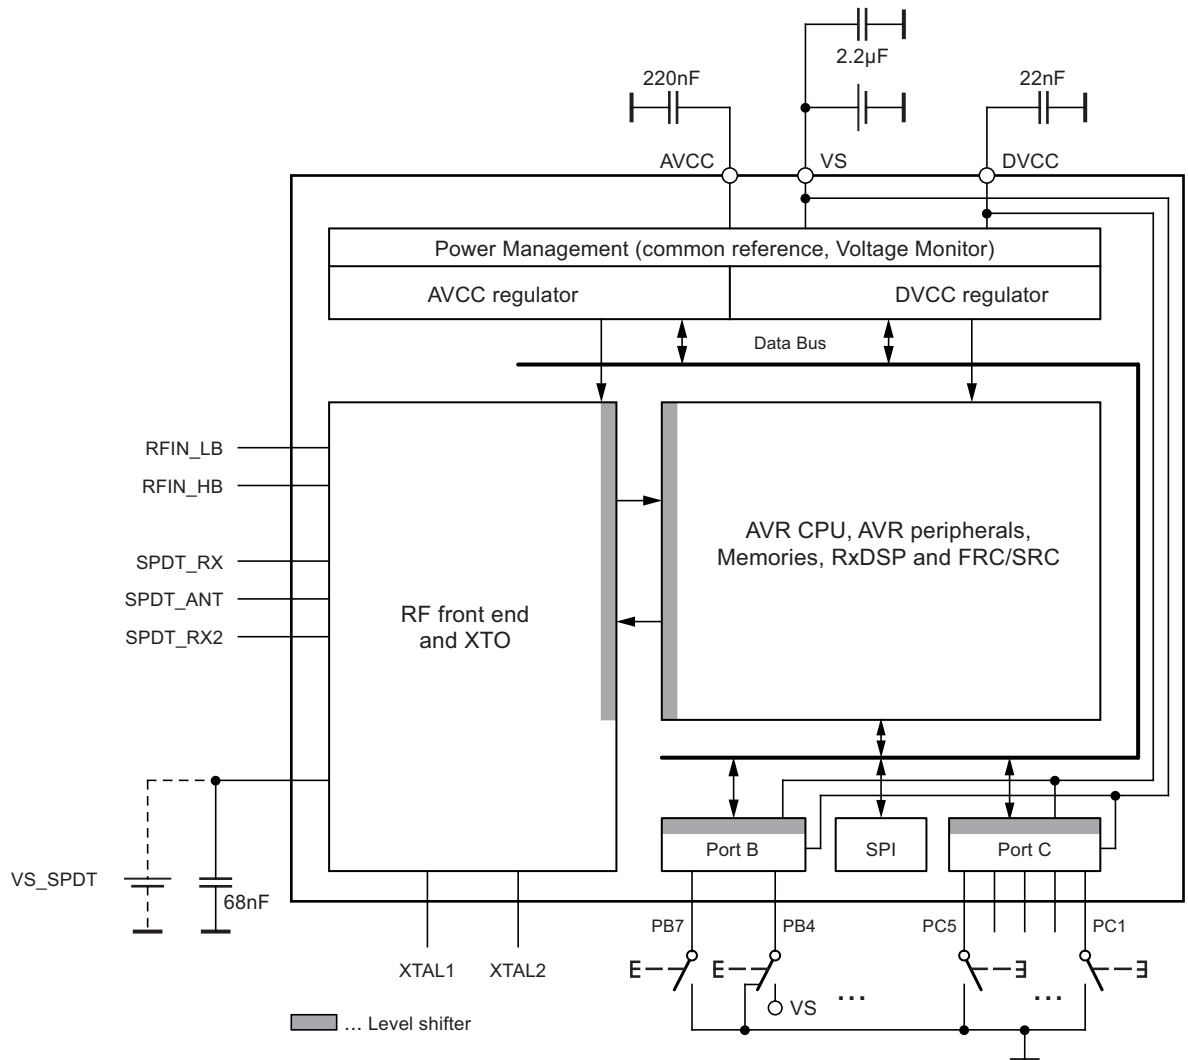 2.2µF
220nF
22nF
AVCC
VS
DVCC
Power Management (common reference, Voltage Monitor)
AVCC regulator
DVCC regulator
Data Bus
RFIN_LB
RFIN_HB
SPDT_RX
SPDT_ANT
SPDT_RX2
RF front end
and XTO
AVR CPU, AVR peripherals,
Memories, RxDSP and FRC/SRC
Port B
SPI
Port C
VS_SPDT
68nF
PB7
PB4
PC5
PC1
XTAL1
XTAL2
VS
...
...
... Level shifter